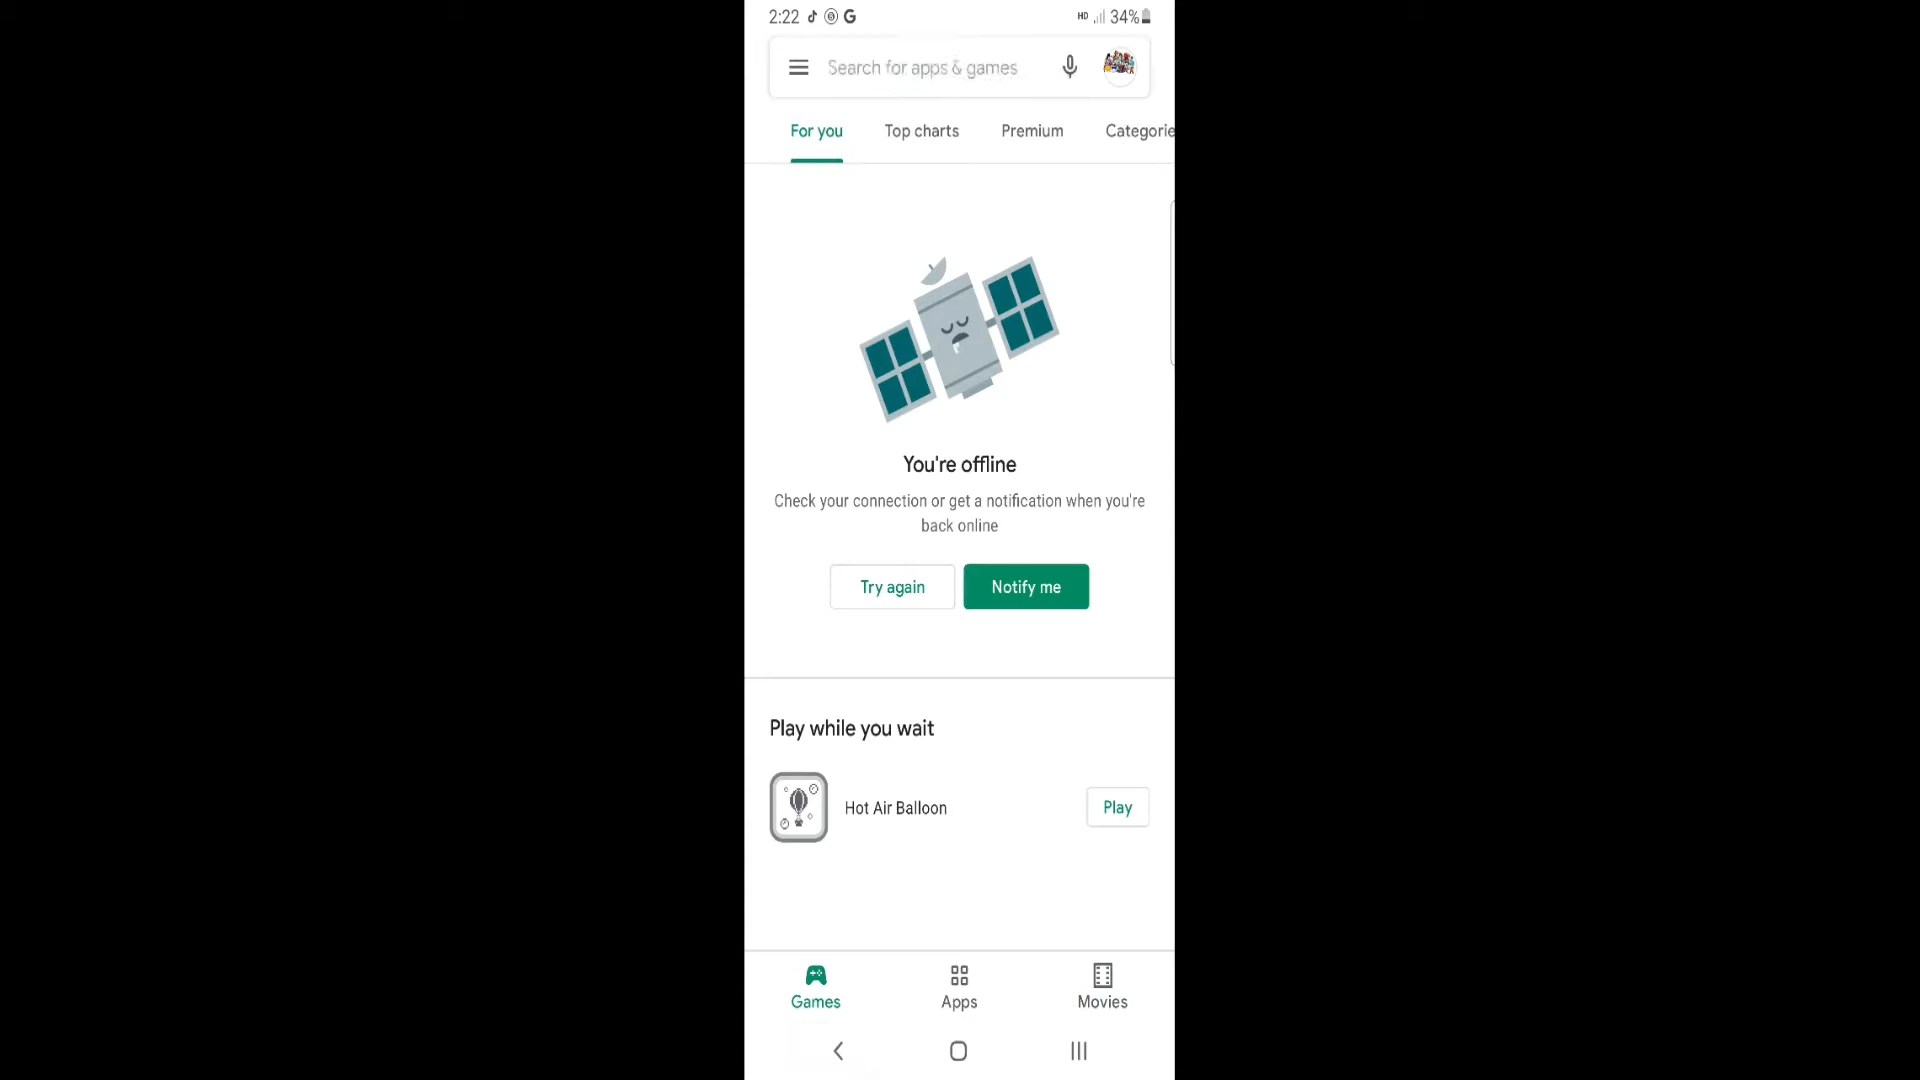 2:22 G HD 34%
Search for apps & games
For you Top charts Premium Categorie
You're offline
Check your connection or get a notification when you're
back online
Try again Notify me
Play while you wait
Hot Air Balloon Play
Games Apps Movies